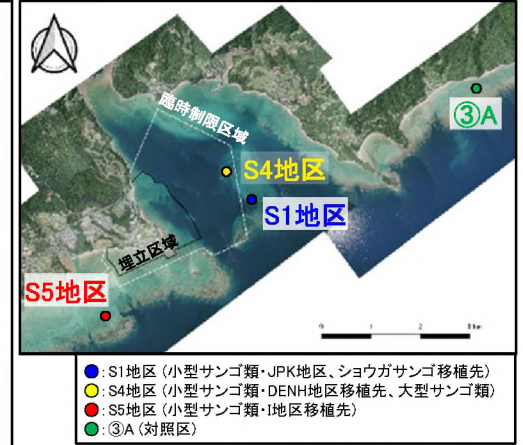 臨時制限区域
③A
S4地区
S1地区
埋立区域
S5地区
0 1 2 3 km
●:S1地区(小型サンゴ類・JPK地区、ショウガサンゴ移植先)
●:S4地区(小型サンゴ類・DENH地区移植先、大型サンゴ類)
●:S5地区(小型サンゴ類・I地区移植先)
●:③A(対照区)